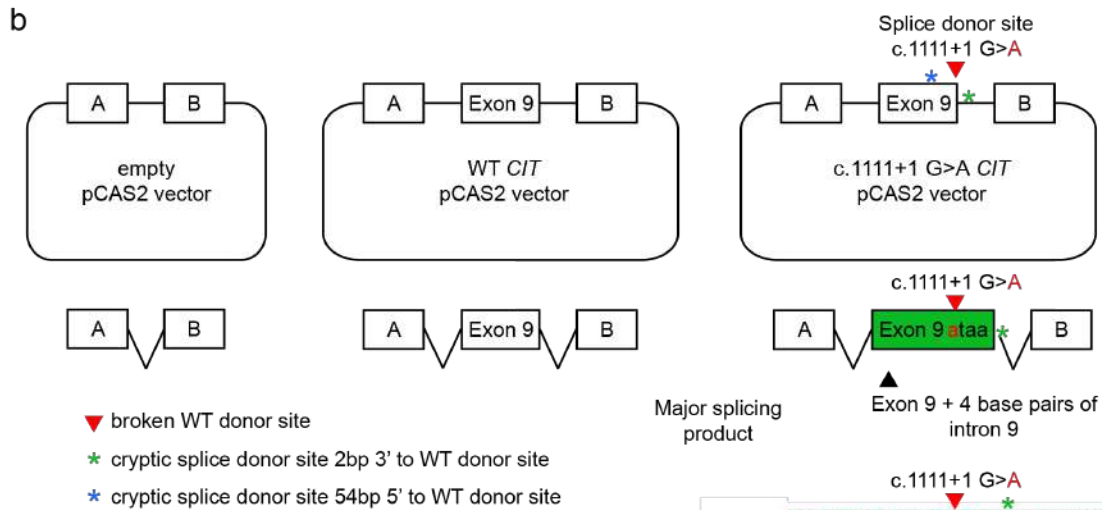 b
Splice donor site
c.1111+1 G>A
A B
A Exon 9 B
A Exon 9 B
empty
pCAS2 vector
WT CIT
pCAS2 vector
c.1111+1 G>A CIT
pCAS2 vector
c.1111+1 G>A
A B
A Exon 9 B
A Exon 9 ataa B
Major splicing
product
Exon 9 + 4 base pairs of
intron 9
broken WT donor site
* cryptic splice donor site 2bp 3' to WT donor site
* cryptic splice donor site 54bp 5' to WT donor site
c.1111+1 G>A